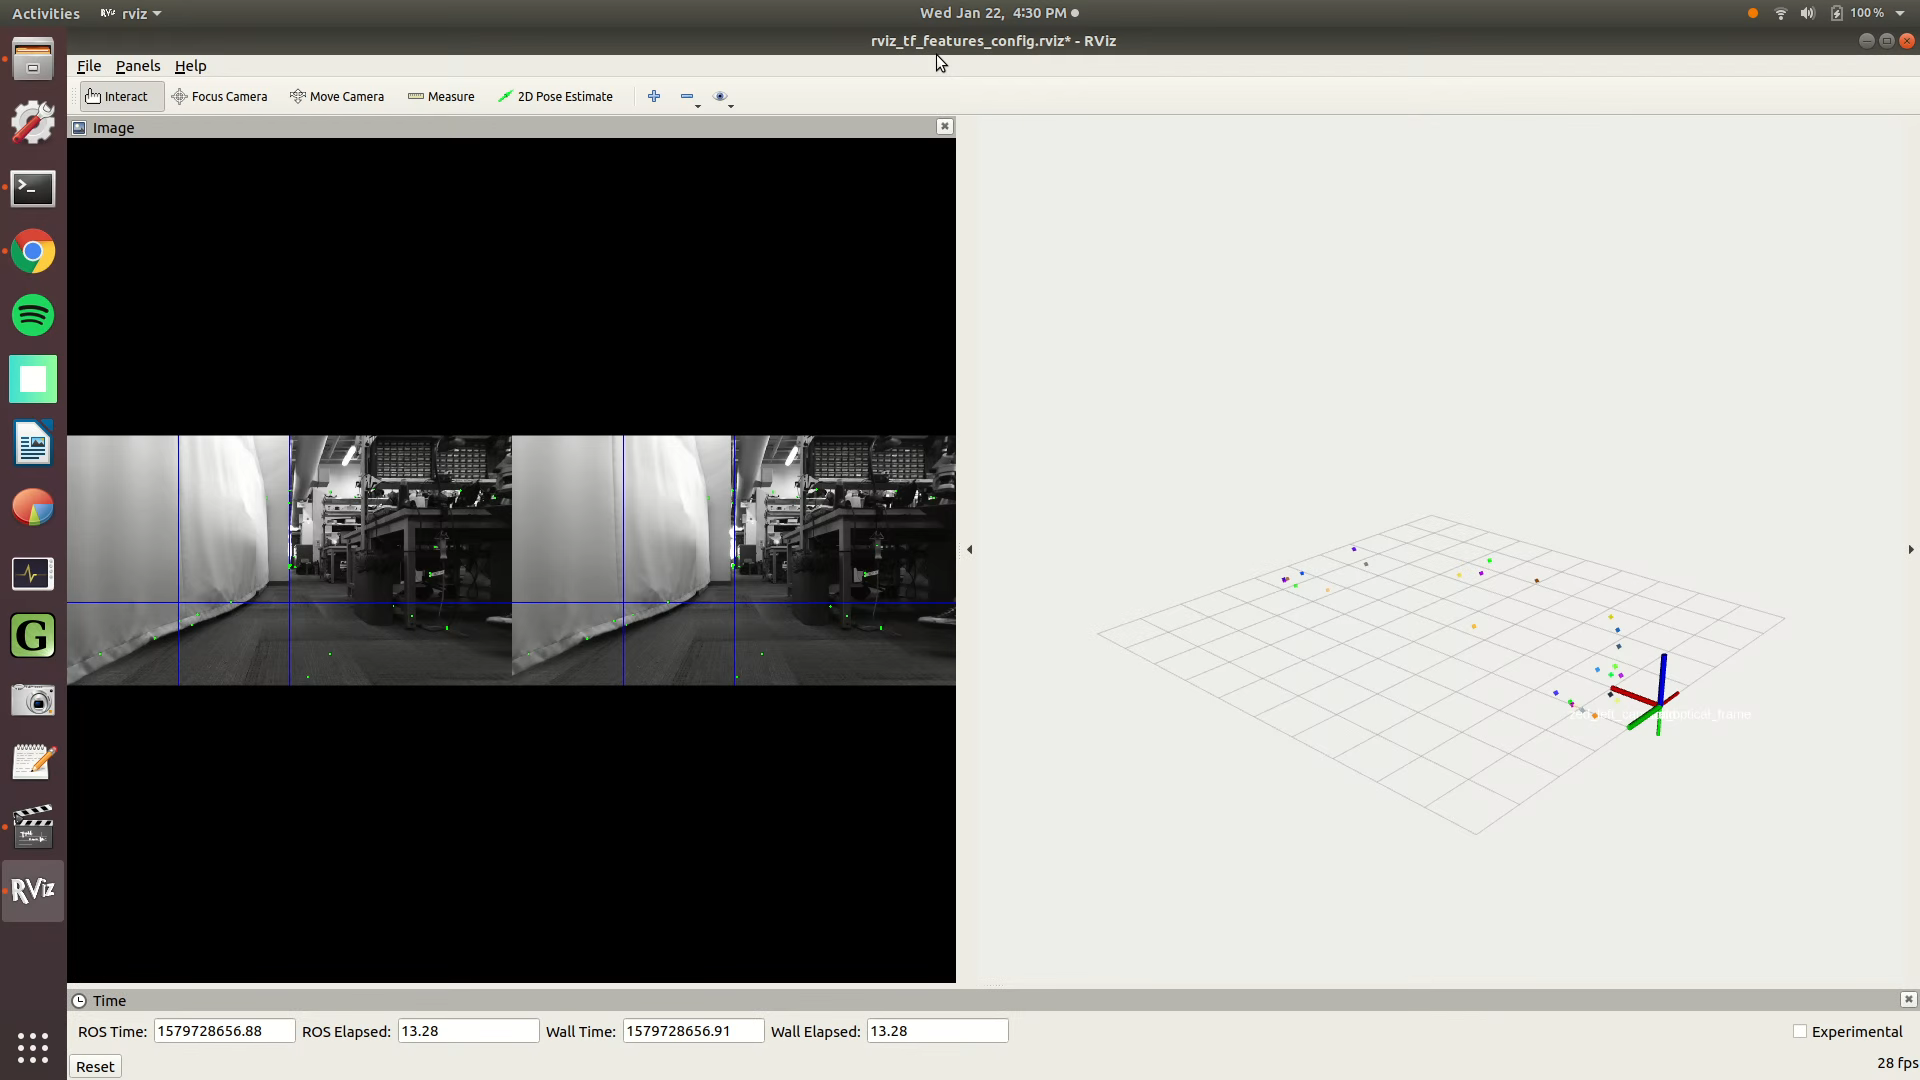 Activities rviz Wed Jan 22, 4:30 PM 100%
rviz_tf_features_config.rviz* - RViz
File Panels Help
Interact Focus Camera Move Camera Measure 2D Pose Estimate
Image
RViz
Time
ROS Time: 1579728656.88 ROS Elapsed: 13.28 Wall Time: 1579728656.91 Wall Elapsed: 13.28 Experimental
Reset 28 fps